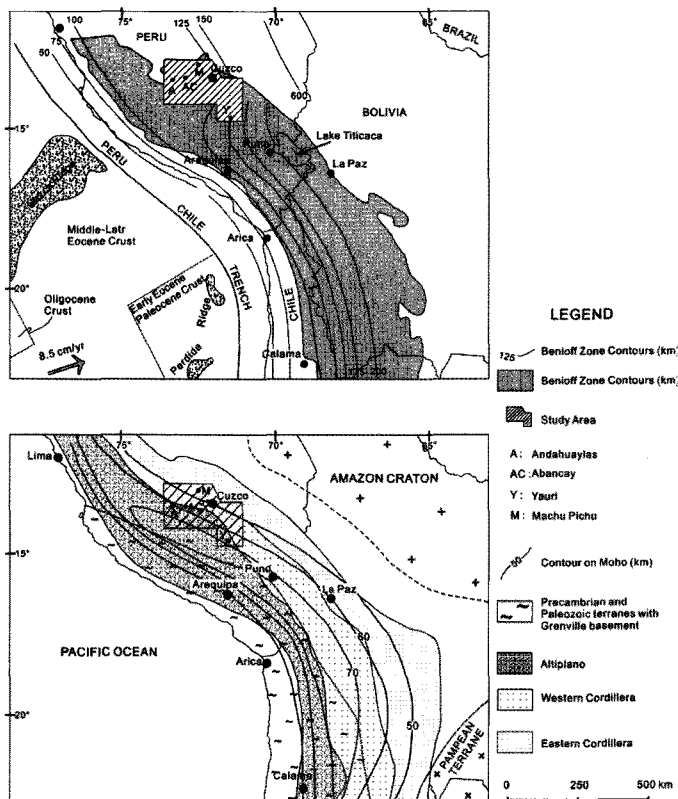 100
75°
125
150
70°
65°
75
50
PERU
BRAZIL
Cuzco
M
A
AC
Y
600
BOLIVIA
15°
Lake Titicaca
Puno
Arequipa
La Paz
PERU
CHILE
TRENCH
Middle-Latr
Eocene Crust
Arica
20°
Early Eocene
Paleocene Crust
Ridge
Oligocene
Crust
CHILE
Perdida
8.5 cm/yr
Calama
LEGEND
125 Benioff Zone Contours (km)
Benioff Zone Contours (km)
Study Area
A: Andahuaylas
AC: Abancay
Y: Yauri
M: Machu Pichu
50 Contour on Moho (km)
Precambrian and
Paleozoic terranes with
Grenville basement
Altiplano
Western Cordillera
Eastern Cordillera
0 250 500 km
75°
70°
65°
Lima
AMAZON CRATON
M
Cuzco
15°
Puno
Arequipa
La Paz
PACIFIC OCEAN
Arica
60
70
50
20°
PAMPEAN
TERRANE
Calama